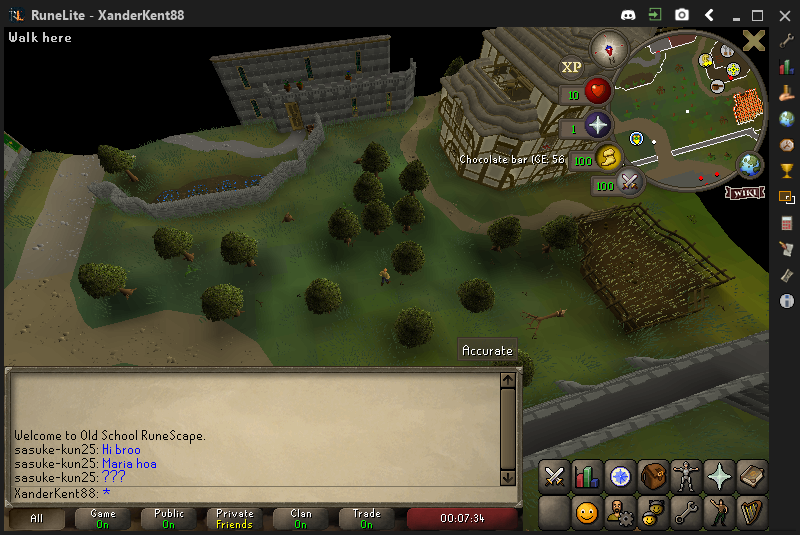 RuneLite - XanderKent88
Walk here
XP
10
1
Chocolate bar (GE: 56
100
100
WIKI
Accurate
Welcome to Old School RuneScape.
sasuke-kun25: Hi broo
sasuke-kun25: Maria hoa
sasuke-kun25: ???
XanderKent88: *
All
Game
On
Public
On
Private
Friends
Clan
On
Trade
On
00:07:34